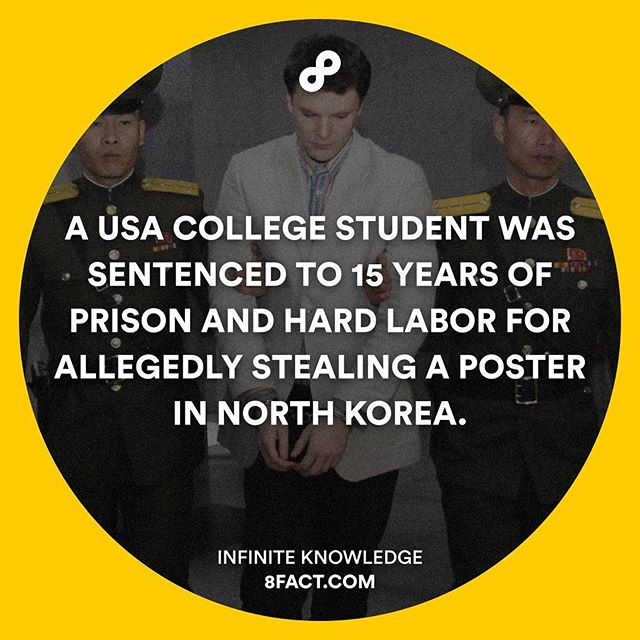 A USA COLLEGE STUDENT WAS
SENTENCED TO 15 YEARS OF
PRISON AND HARD LABOR FOR
ALLEGEDLY STEALING A POSTER
IN NORTH KOREA.
INFINITE KNOWLEDGE
8FACT.COM